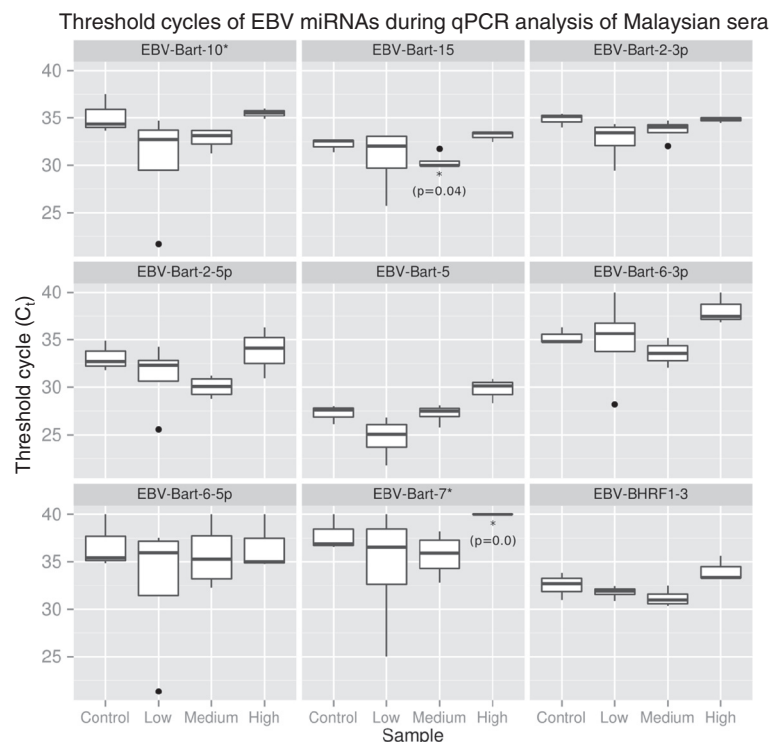 Threshold cycles of EBV miRNAs during qPCR analysis of Malaysian sera
EBV-Bart-10* EBV-Bart-15 EBV-Bart-2-3p
40
35
30
25
*
(p=0.04)
EBV-Bart-2-5p EBV-Bart-5 EBV-Bart-6-3p
40
35
30
25
Threshold cycle (Ct)
EBV-Bart-6-5p EBV-Bart-7* EBV-BHRF1-3
40
35
30
25
*
(p=0.0)
Control Low Medium High Control Low Medium High Control Low Medium High
Sample